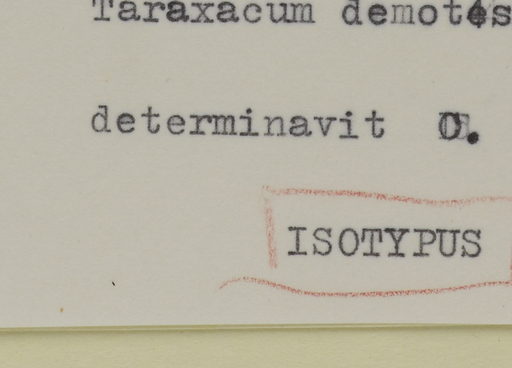 Taraxacum demotes
determinavit
ISOTYPUS